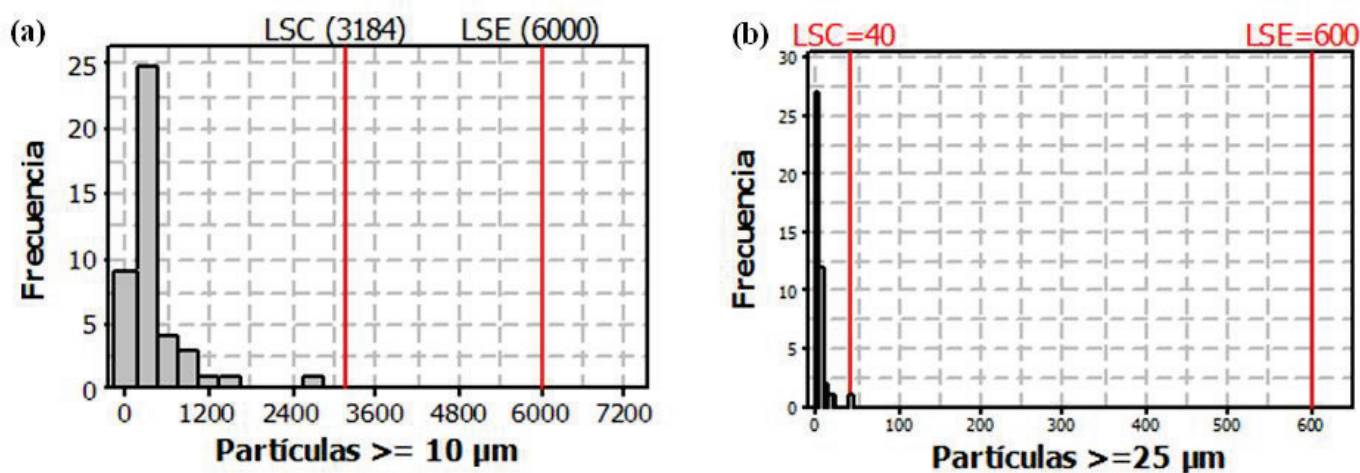 (a)
LSC (3184) LSE (6000)
Frecuencia
25
20
15
10
5
0
0 1200 2400 3600 4800 6000 7200
Partículas >= 10 µm
(b)
LSC=40 LSE=600
Frecuencia
30
25
20
15
10
5
0
0 100 200 300 400 500 600
Partículas >=25 µm